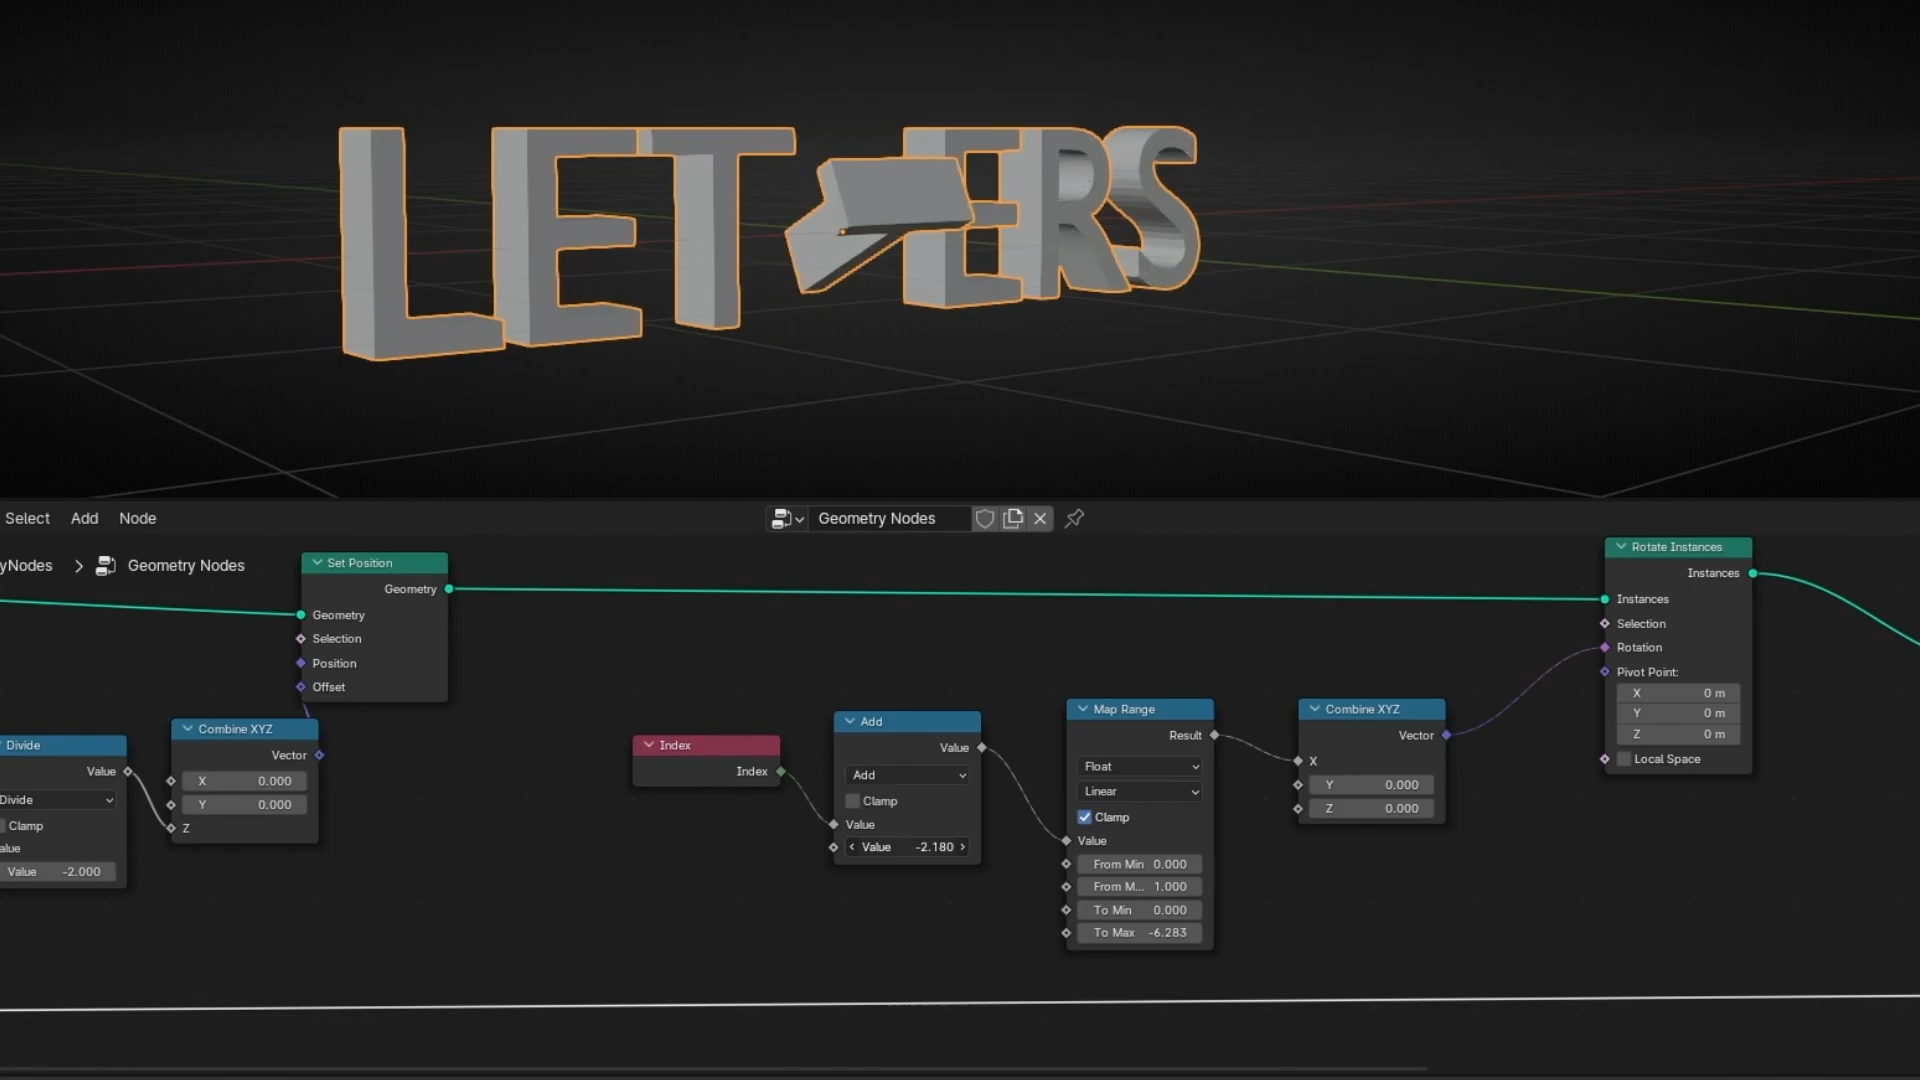 LET ERS
Select Add Node
Geometry Nodes
yNodes > Geometry Nodes
Set Position
Geometry
Geometry
Selection
Position
Offset
Divide
Value
Divide
Clamp
alue
Value -2.000
Combine XYZ
Vector
X 0.000
Y 0.000
Z
Index
Index
Add
Value
Add
Clamp
Value
Value -2.180
Map Range
Result
Float
Linear
Clamp
Value
From Min 0.000
From M... 1.000
To Min 0.000
To Max -6.283
Combine XYZ
Vector
X
Y 0.000
Z 0.000
Rotate Instances
Instances
Instances
Selection
Rotation
Pivot Point:
X 0 m
Y 0 m
Z 0 m
Local Space